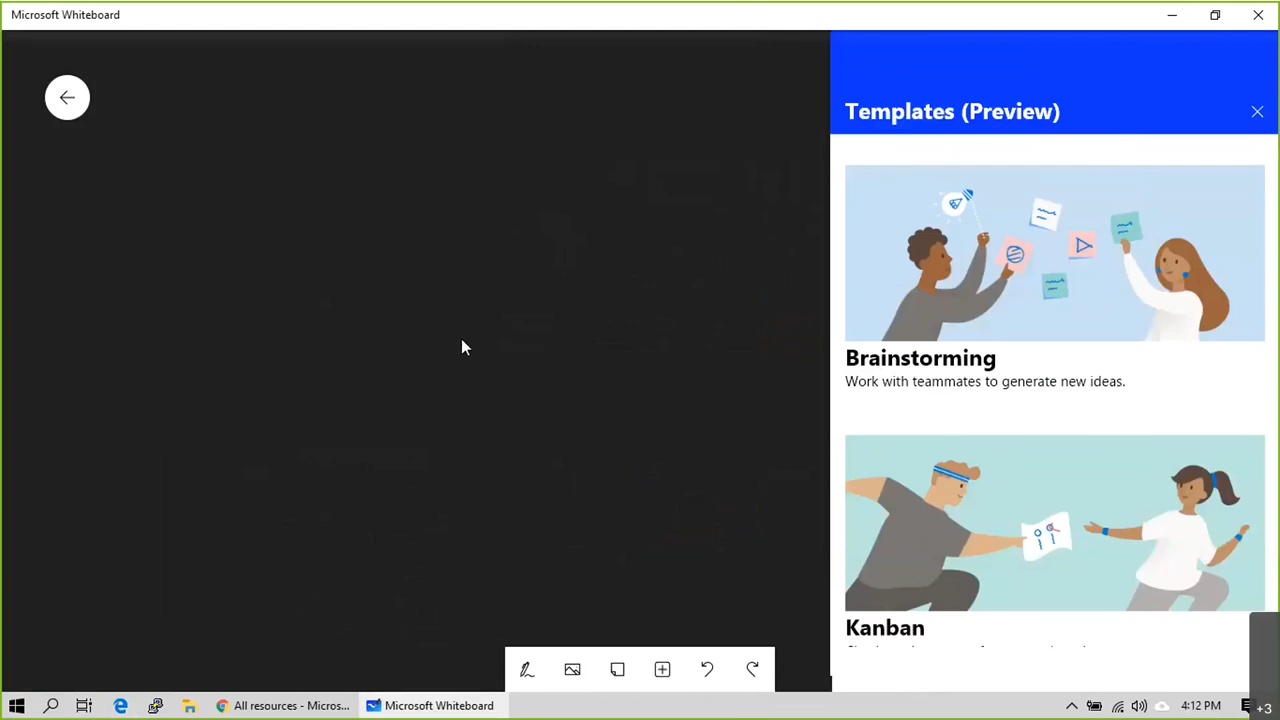 Microsoft Whiteboard
Templates (Preview)
Brainstorming
Work with teammates to generate new ideas.
Kanban
All resources - Micros...
Microsoft Whiteboard
4:12 PM
+3